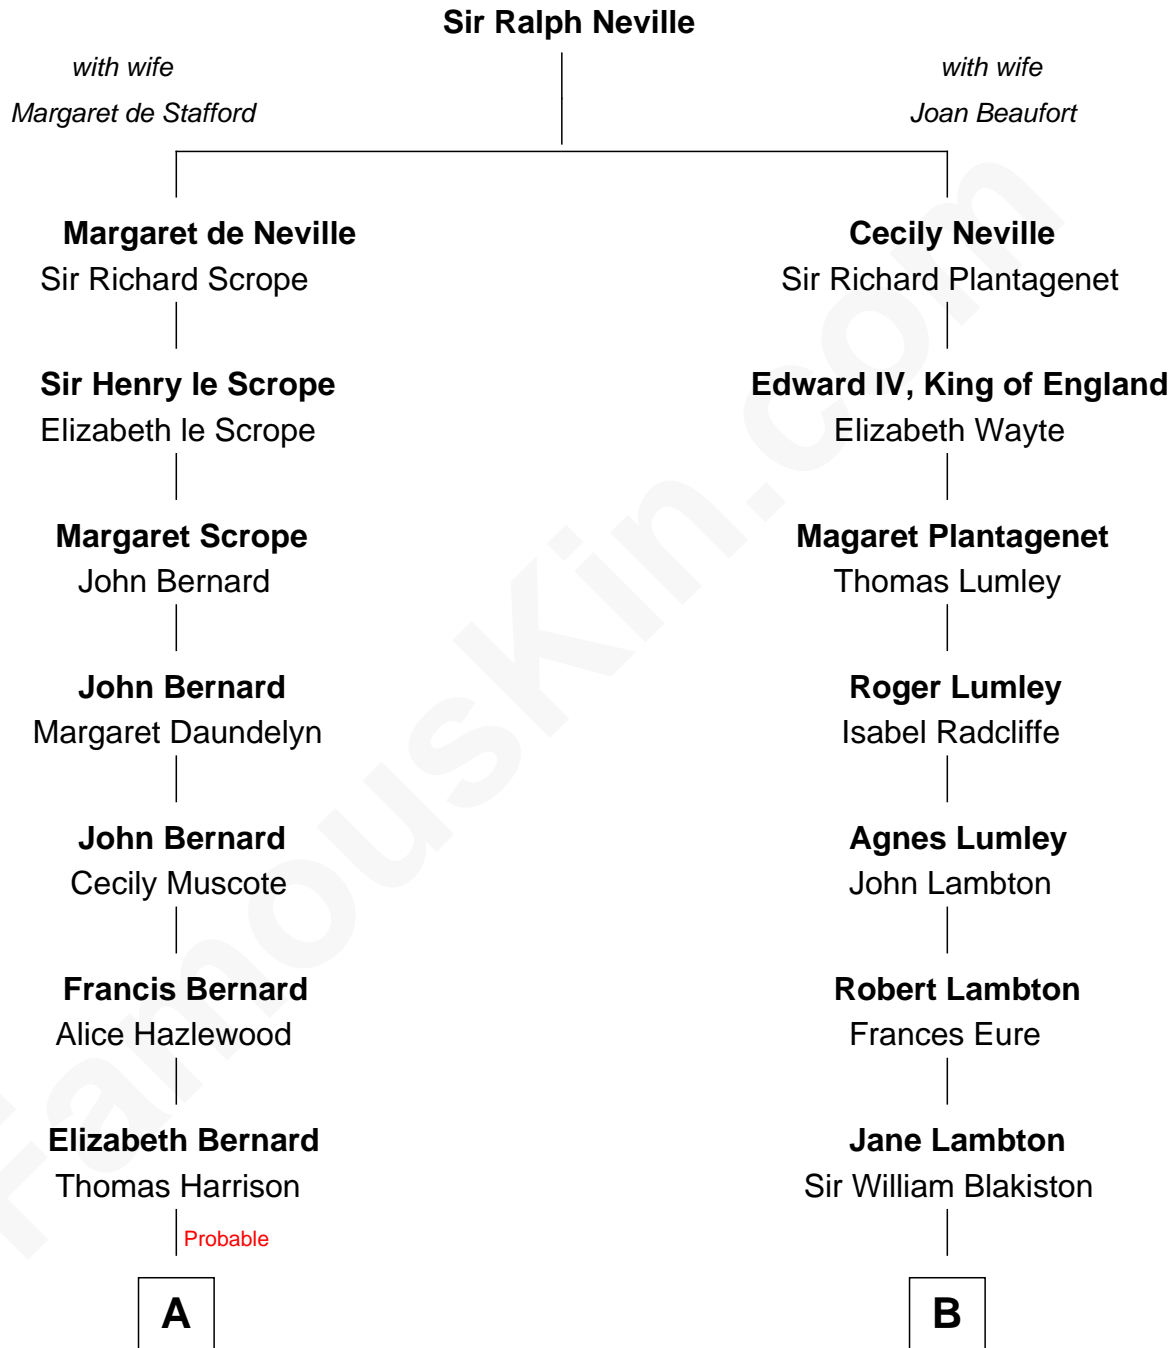 Sir Ralph Neville
with wife
Margaret de Stafford
with wife
Joan Beaufort
Margaret de Neville
Sir Richard Scrope
Cecily Neville
Sir Richard Plantagenet
Sir Henry le Scrope
Elizabeth le Scrope
Edward IV, King of England
Elizabeth Wayte
Margaret Scrope
John Bernard
Magaret Plantagenet
Thomas Lumley
John Bernard
Margaret Daundelyn
Roger Lumley
Isabel Radcliffe
John Bernard
Cecily Muscote
Agnes Lumley
John Lambton
Francis Bernard
Alice Hazlewood
Robert Lambton
Frances Eure
Elizabeth Bernard
Thomas Harrison
Jane Lambton
Sir William Blakiston
Probable
A
B
FamousKin.com